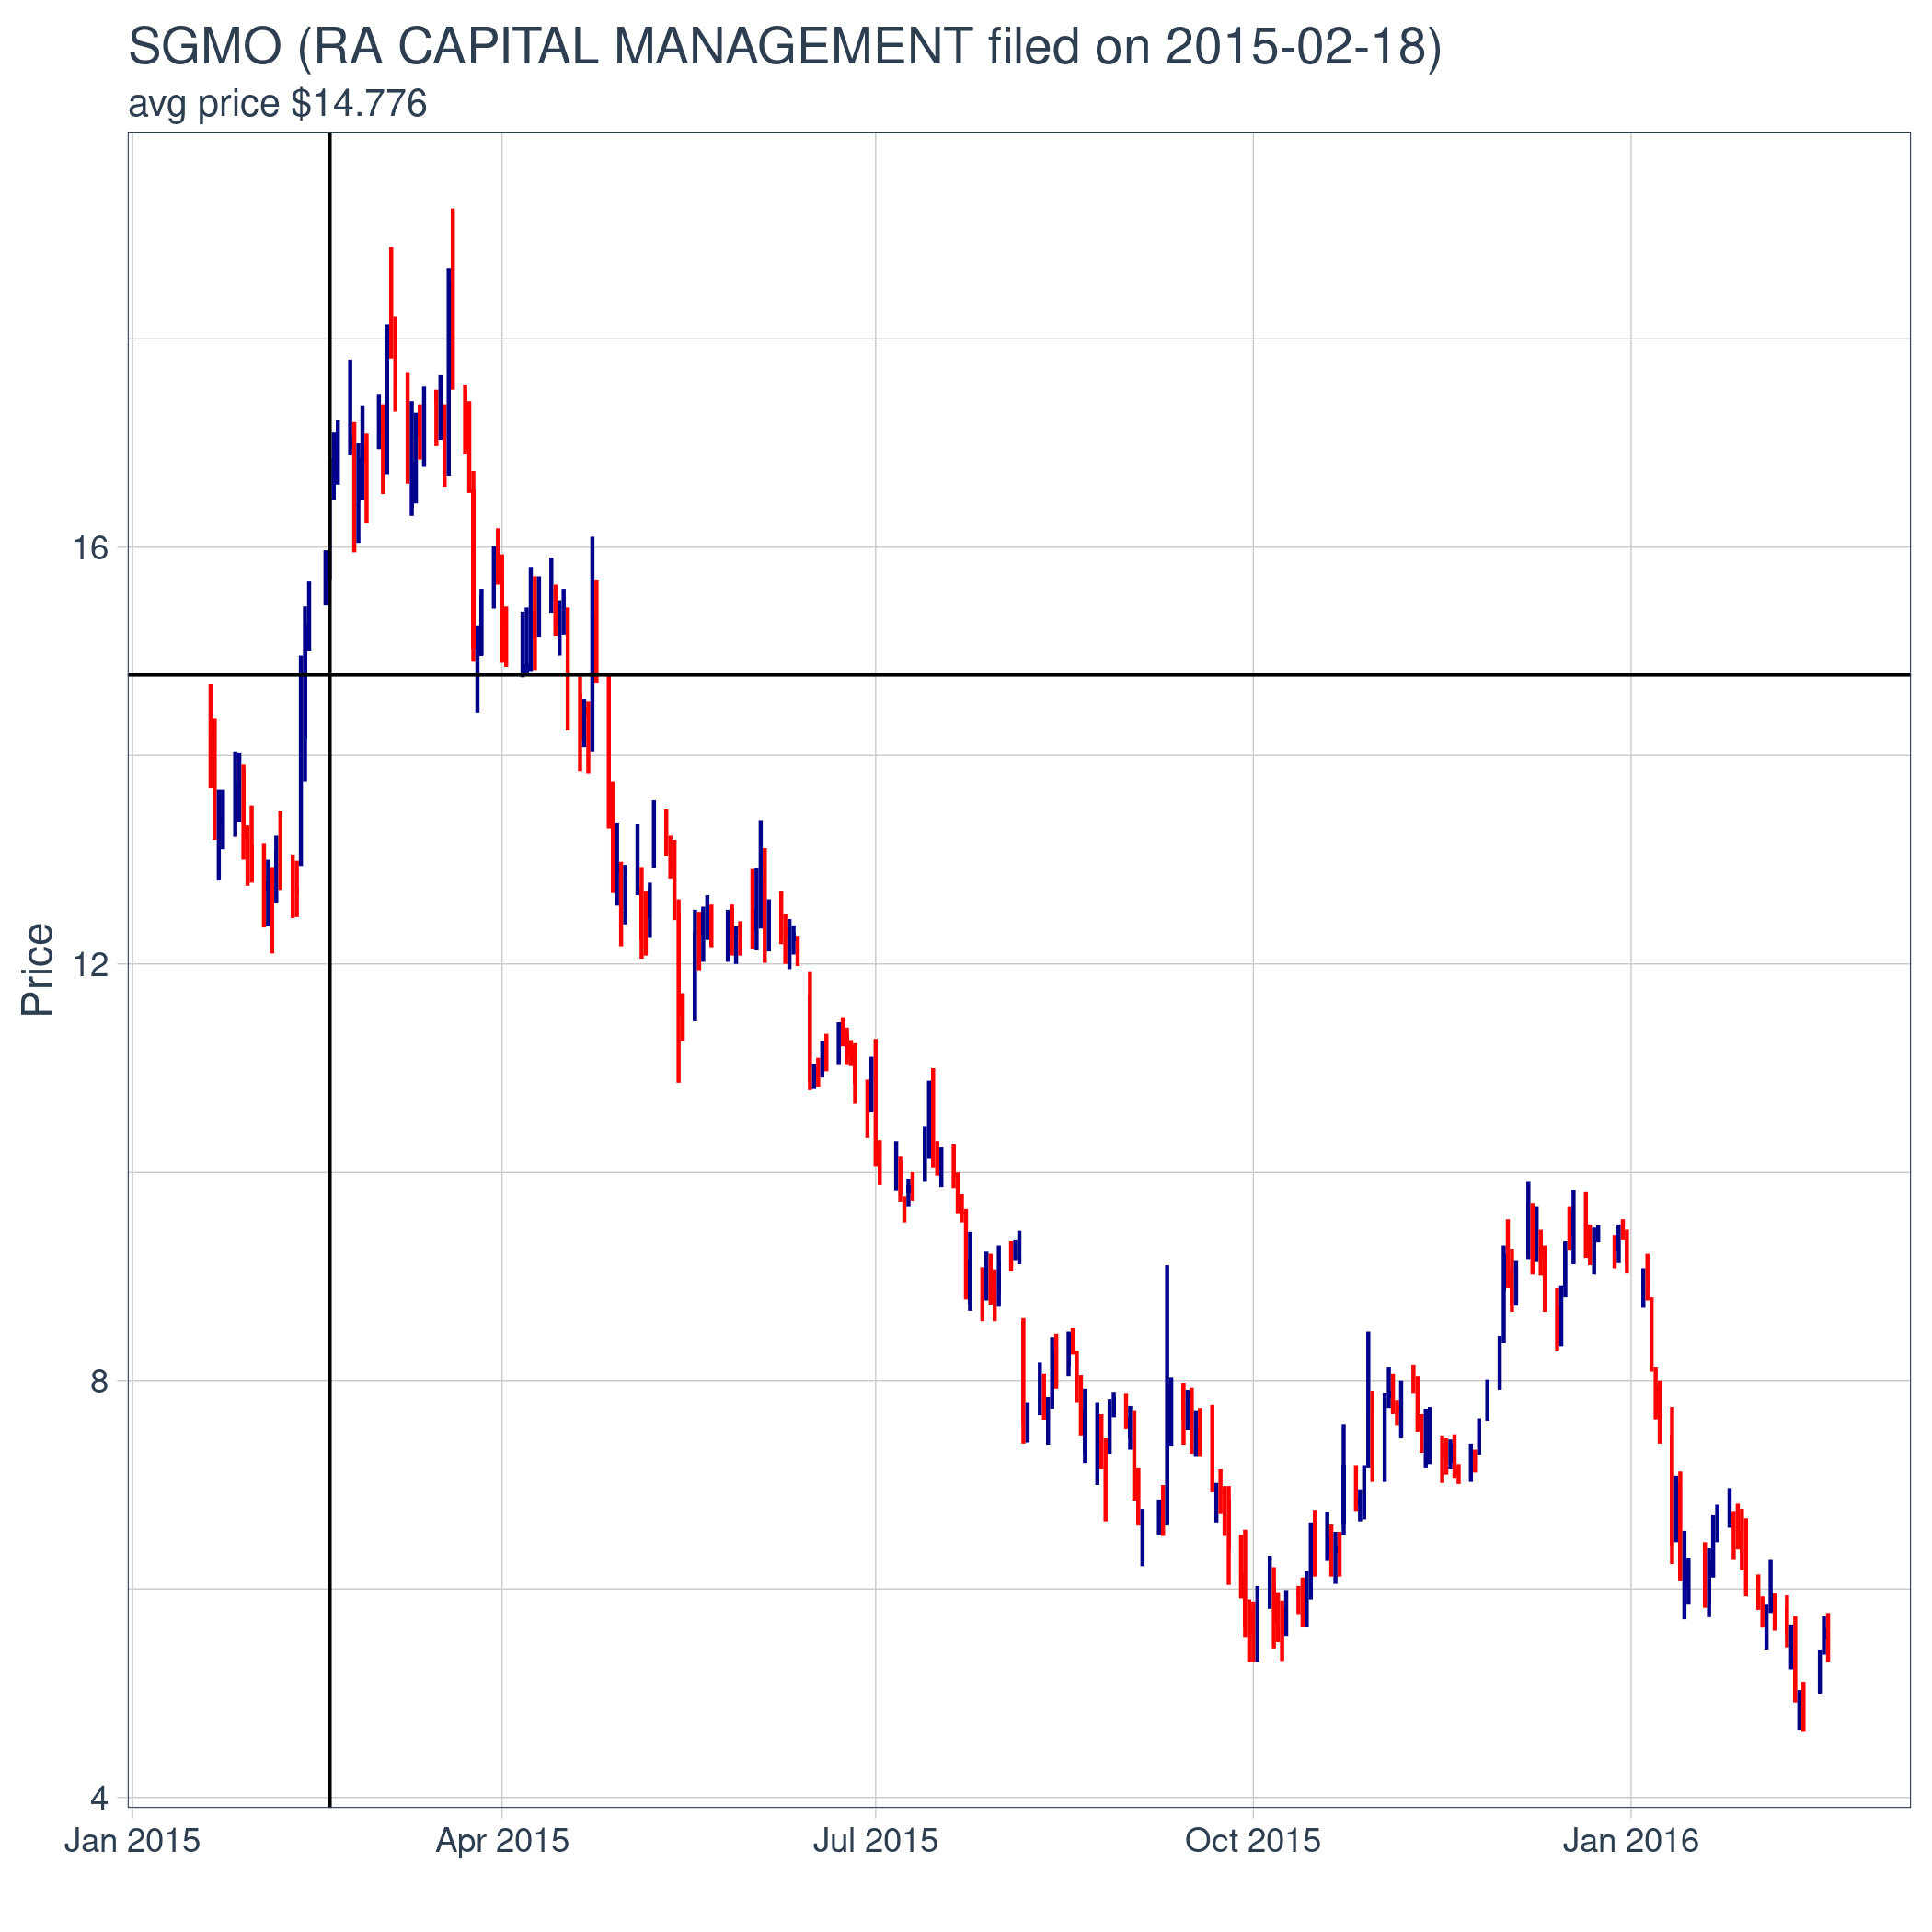 SGMO (RA CAPITAL MANAGEMENT filed on 2015-02-18)
avg price $14.776
Price
16
12
8
4
Jan 2015
Apr 2015
Jul 2015
Oct 2015
Jan 2016